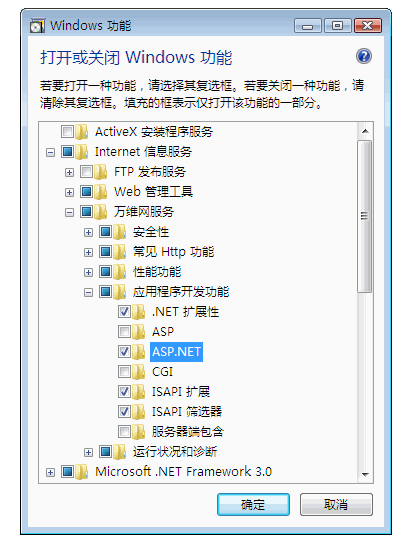 Windows 功能
打开或关闭 Windows 功能
若要打开一种功能，请选择其复选框。若要关闭一种功能，请
清除其复选框。填充的框表示仅打开该功能的一部分。
ActiveX 安装程序服务
Internet 信息服务
FTP 发布服务
Web 管理工具
万维网服务
安全性
常见 Http 功能
性能功能
应用程序开发功能
.NET 扩展性
ASP
ASP.NET
CGI
ISAPI 扩展
ISAPI 筛选器
服务器端包含
运行状况和诊断
Microsoft .NET Framework 3.0
确定
取消